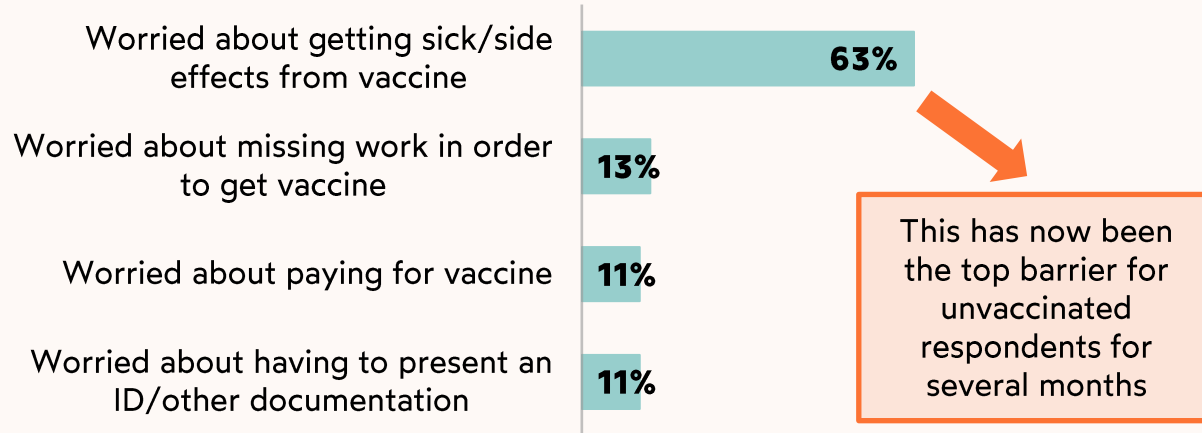 Worried about getting sick/side
effects from vaccine
63%
Worried about missing work in order
to get vaccine
13%
Worried about paying for vaccine
11%
Worried about having to present an
ID/other documentation
11%
This has now been
the top barrier for
unvaccinated
respondents for
several months